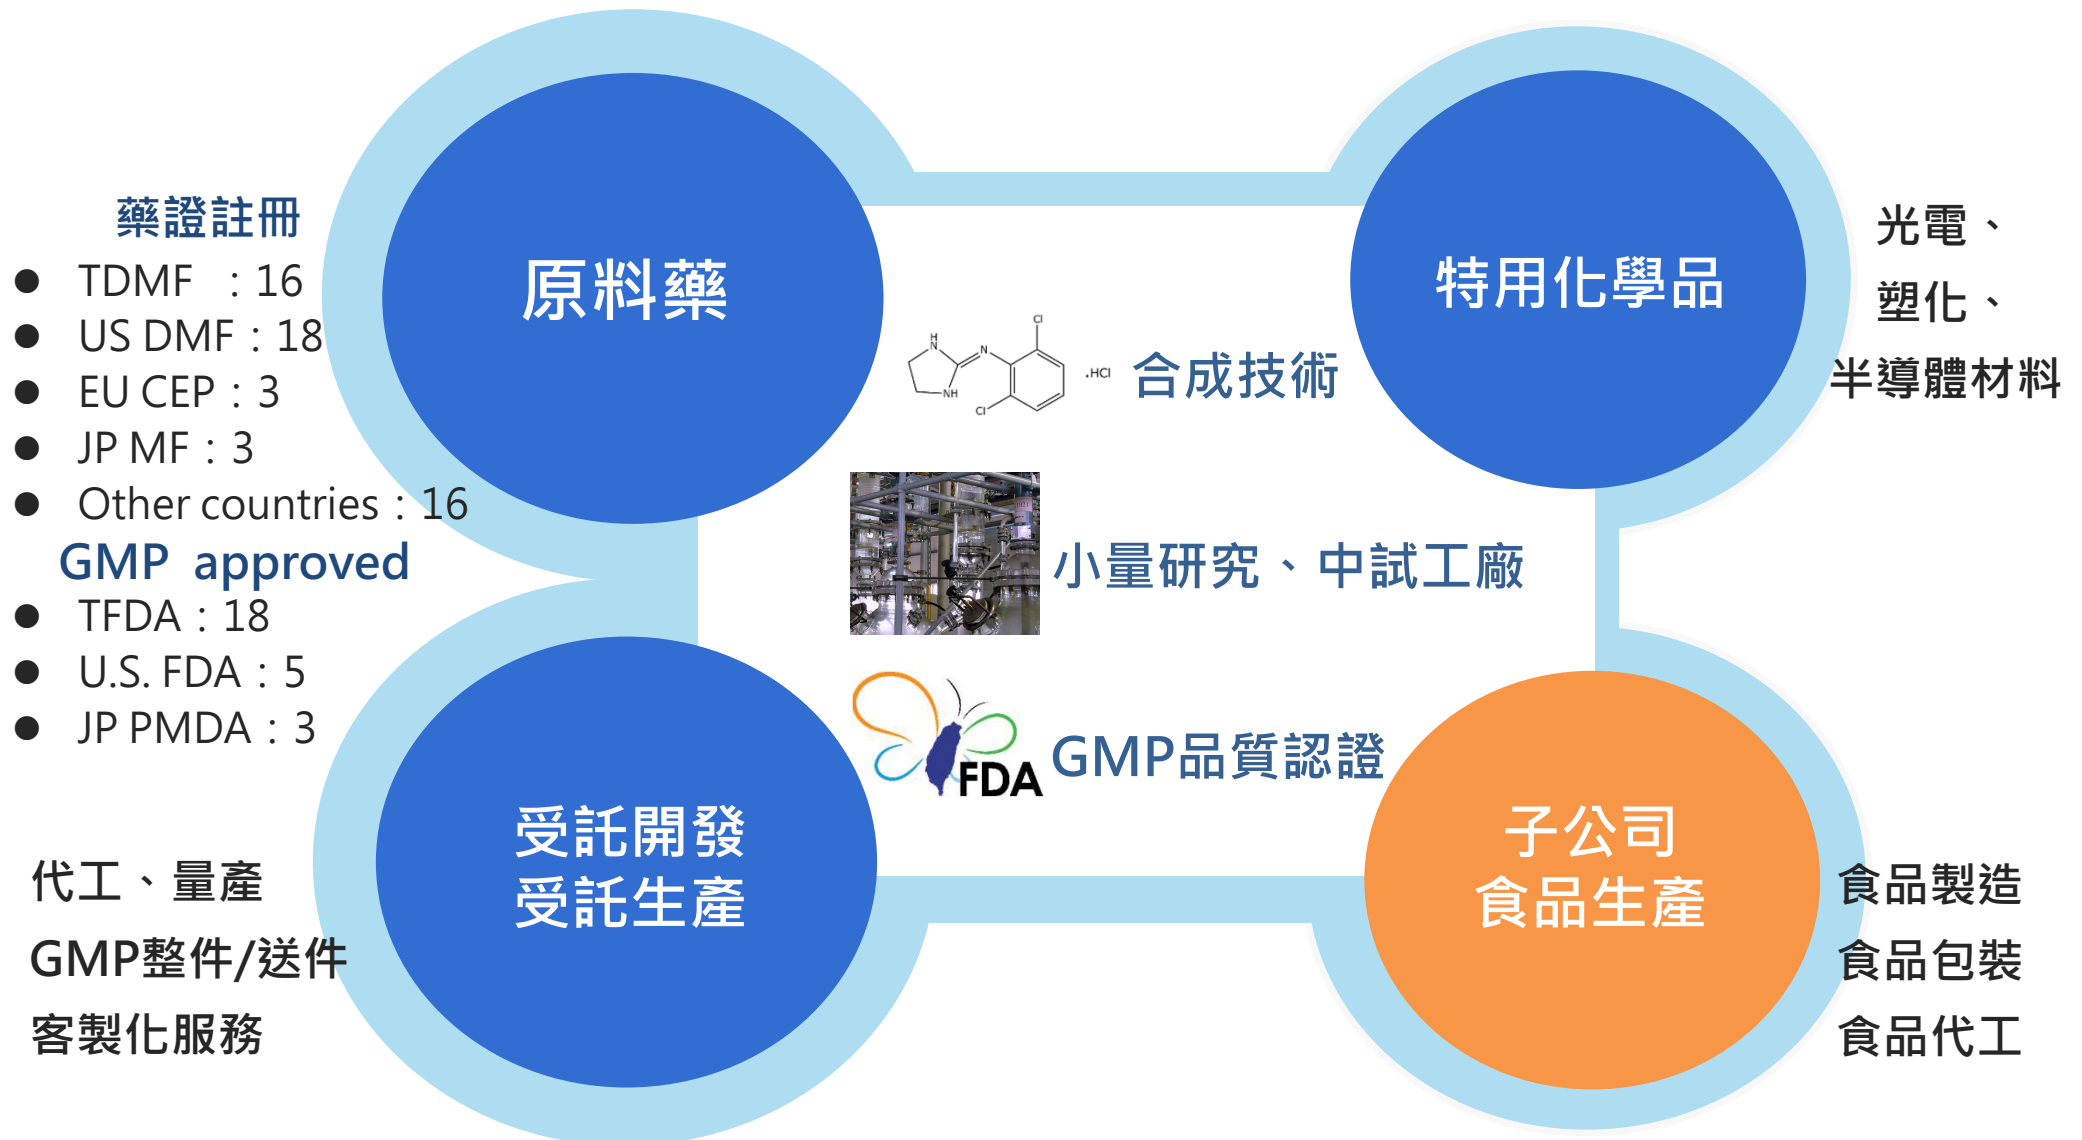 藥證註冊
● TDMF ：16
● US DMF：18
● EU CEP：3
● JP MF：3
● Other countries：16
GMP approved
● TFDA：18
● U.S. FDA：5
● JP PMDA：3
原料藥
特用化學品
光電、
塑化、
半導體材料
H
N
N
NH
Cl
Cl
.HCl
合成技術
小量研究、中試工廠
FDA
GMP品質認證
受託開發
受託生產
代工、量產
GMP整件/送件
客製化服務
子公司
食品生產
食品製造
食品包裝
食品代工